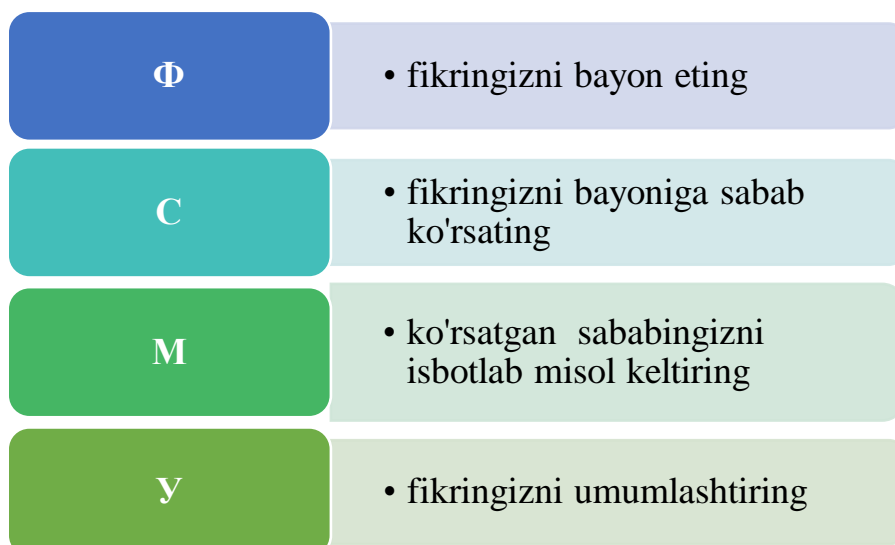 Ф
• fikringizni bayon eting
С
• fikringizni bayoniga sabab
ko'rsating
М
• ko'rsatgan sababingizni
isbotlab misol keltiring
У
• fikringizni umumlashtiring